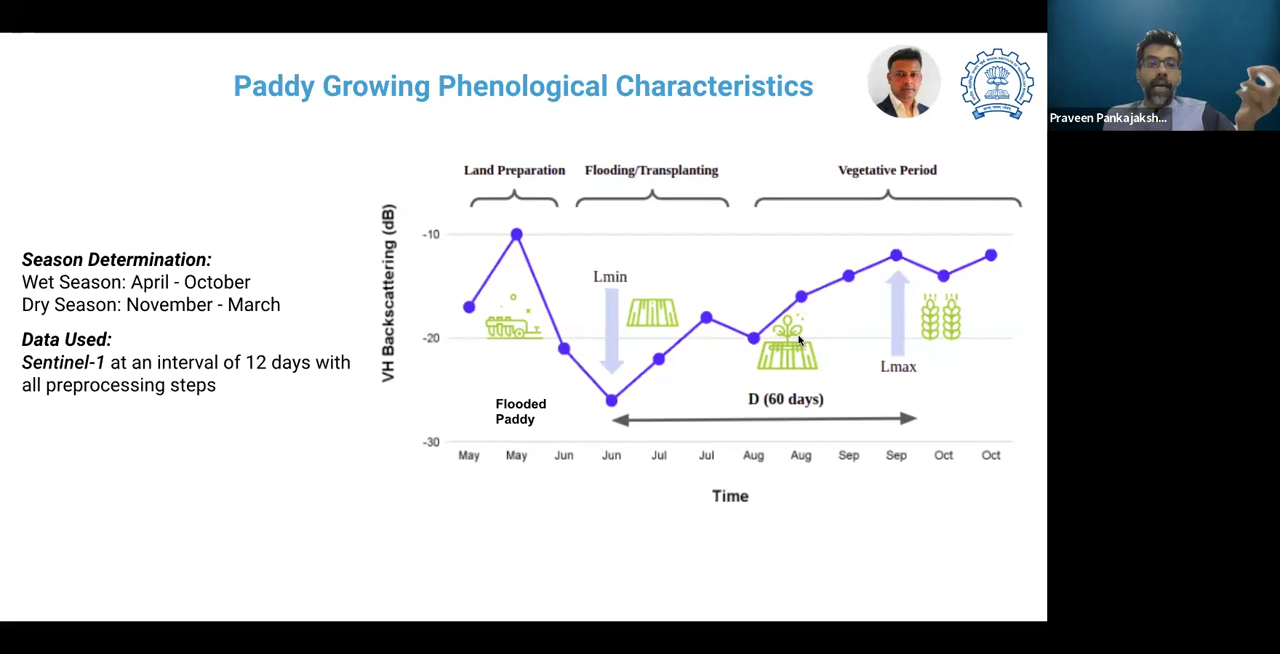 Paddy Growing Phenological Characteristics
Praveen Pankajaksh...
Season Determination:
Wet Season: April - October
Dry Season: November - March
Data Used:
Sentinel-1 at an interval of 12 days with
all preprocessing steps
Land Preparation
Flooding/Transplanting
Vegetative Period
VH Backscattering (dB)
-10
-20
-30
Lmin
Lmax
D (60 days)
Flooded
Paddy
May May Jun Jun Jul Jul Aug Aug Sep Sep Oct Oct
Time